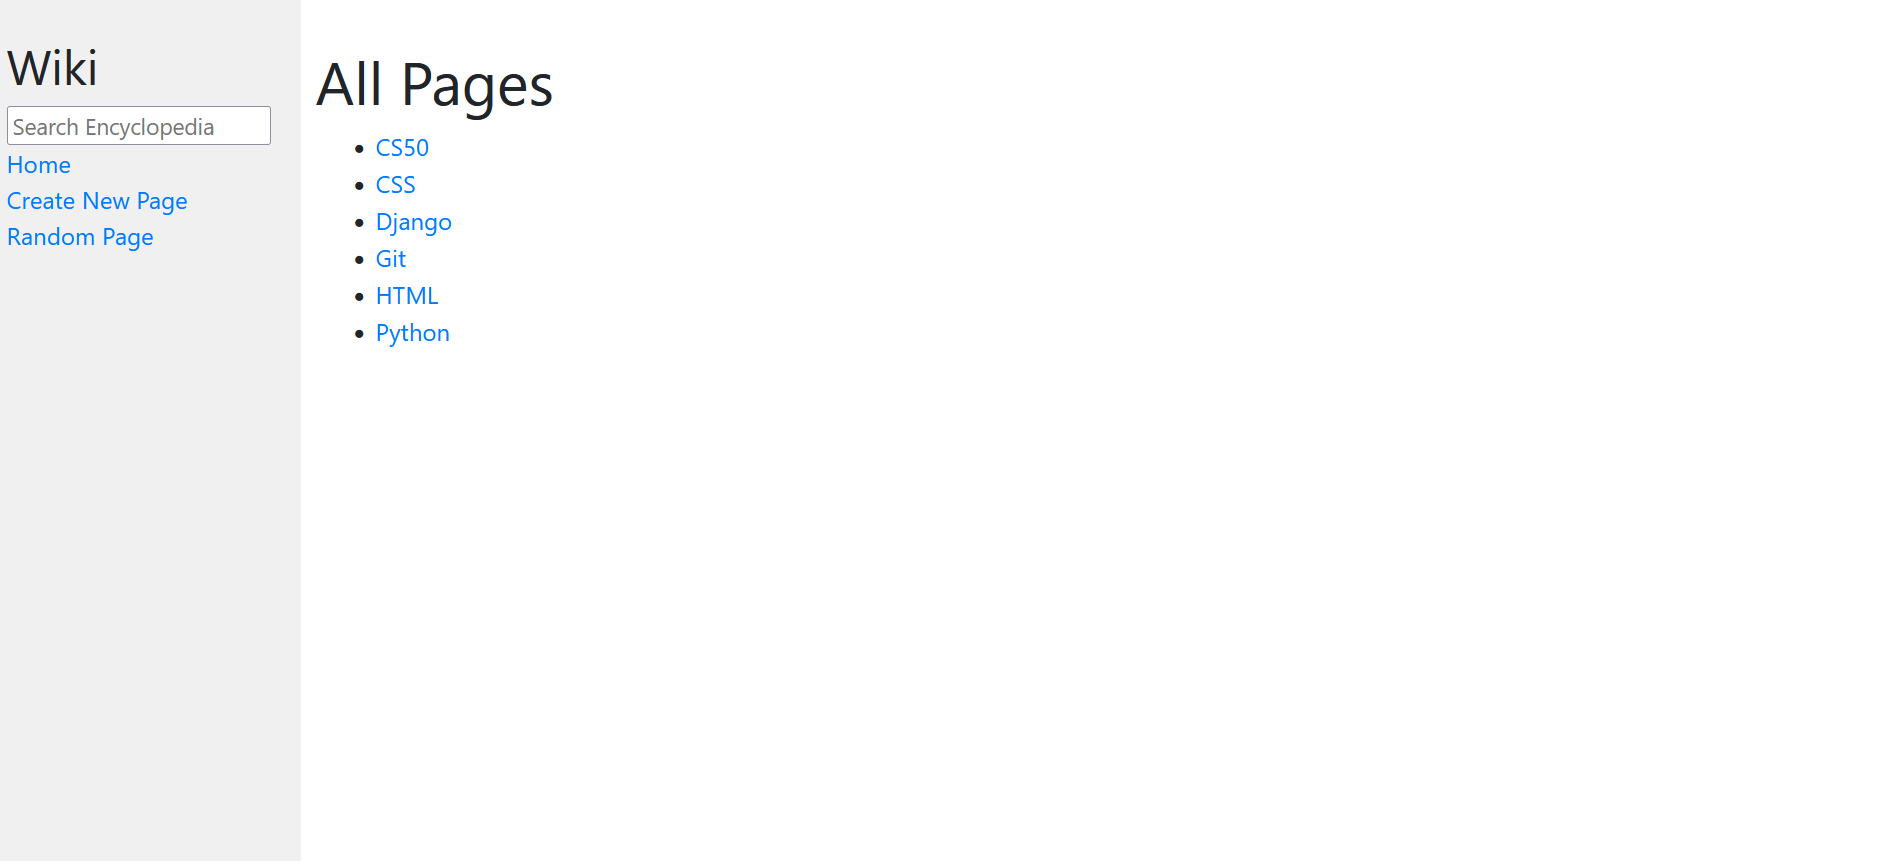 Wiki
Search Encyclopedia
Home
Create New Page
Random Page
All Pages
CS50
CSS
Django
Git
HTML
Python